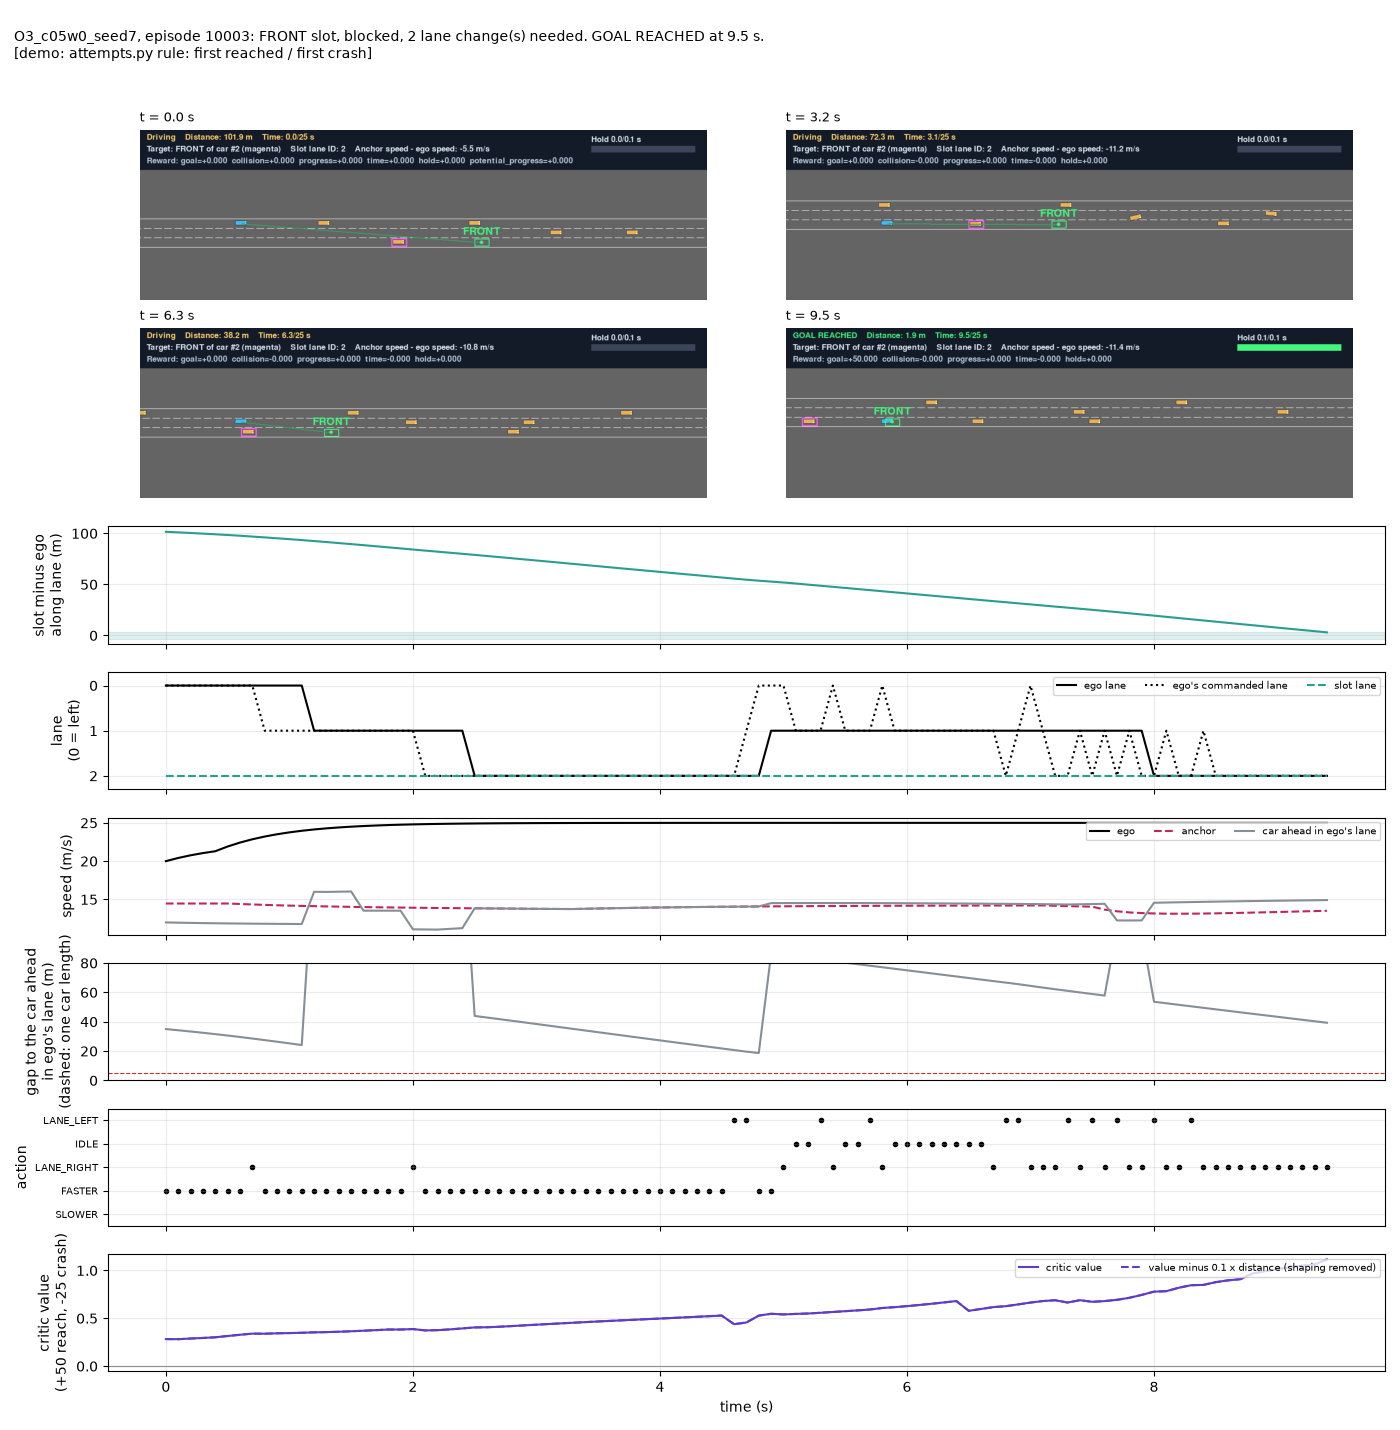 O3_c05w0_seed7, episode 10003: FRONT slot, blocked, 2 lane change(s) needed. GOAL REACHED at 9.5 s.
[demo: attempts.py rule: first reached / first crash]
t = 0.0 s
Driving Distance: 101.9 m Time: 0.0/25 s
Hold 0.0/0.1 s
Target: FRONT of car #2 (magenta) Slot lane ID: 2 Anchor speed - ego speed: -5.5 m/s
Reward: goal=+0.000 collision=+0.000 progress=+0.000 time=+0.000 hold=+0.000 potential_progress=+0.000
FRONT
t = 3.2 s
Driving Distance: 72.3 m Time: 3.1/25 s
Hold 0.0/0.1 s
Target: FRONT of car #2 (magenta) Slot lane ID: 2 Anchor speed - ego speed: -11.2 m/s
Reward: goal=+0.000 collision=-0.000 progress=+0.000 time=-0.000 hold=+0.000
FRONT
t = 6.3 s
Driving Distance: 38.2 m Time: 6.3/25 s
Hold 0.0/0.1 s
Target: FRONT of car #2 (magenta) Slot lane ID: 2 Anchor speed - ego speed: -10.8 m/s
Reward: goal=+0.000 collision=-0.000 progress=+0.000 time=-0.000 hold=+0.000
FRONT
t = 9.5 s
GOAL REACHED Distance: 1.9 m Time: 9.5/25 s
Hold 0.1/0.1 s
Target: FRONT of car #2 (magenta) Slot lane ID: 2 Anchor speed - ego speed: -11.4 m/s
Reward: goal=+50.000 collision=-0.000 progress=+0.000 time=-0.000 hold=+0.000
FRONT
slot minus ego
along lane (m)
100
50
0
lane
(0 = left)
0
1
2
ego lane
ego's commanded lane
slot lane
speed (m/s)
25
20
15
ego
anchor
car ahead in ego's lane
gap to the car ahead
in ego's lane (m)
(dashed: one car length)
80
60
40
20
0
action
LANE_LEFT
IDLE
LANE_RIGHT
FASTER
SLOWER
critic value
(+50 reach, -25 crash)
1.0
0.5
0.0
critic value
value minus 0.1 x distance (shaping removed)
0
2
4
6
8
time (s)